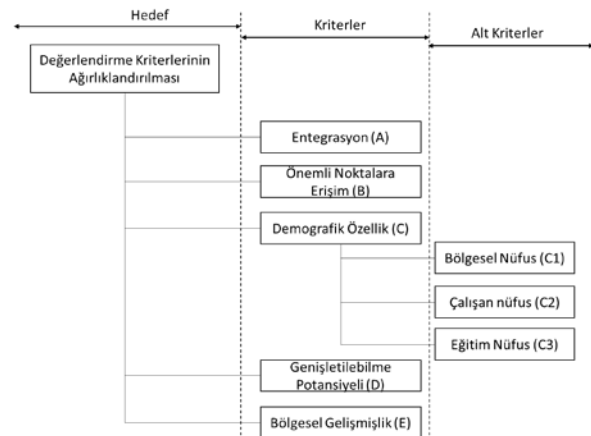 Hedef
Kriterler
Alt Kriterler
Değerlendirme Kriterlerinin
Ağırlıklandırılması
Entegrasyon (A)
Önemli Noktalara
Erişim (B)
Demografik Özellik (C)
Bölgesel Nüfus (C1)
Çalışan nüfus (C2)
Eğitim Nüfus (C3)
Genişletilebilme
Potansiyeli (D)
Bölgesel Gelişmişlik (E)